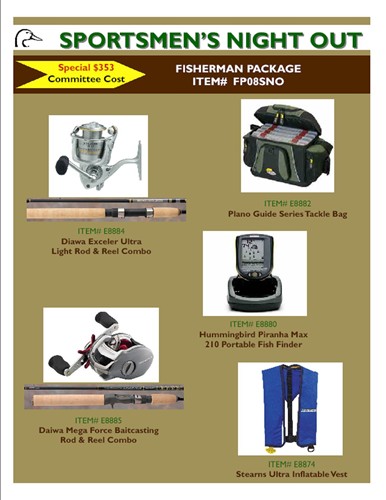 SPORTSMEN'S NIGHT OUT
Special $353
Committee Cost
FISHERMAN PACKAGE
ITEM# FP08SNO
ITEM# E8884
Diawa Exceler Ultra
Light Rod & Reel Combo
ITEM# E8882
Plano Guide Series Tackle Bag
ITEM# E8880
Hummingbird Piranha Max
210 Portable Fish Finder
ITEM# E8885
Daiwa Mega Force Baitcasting
Rod & Reel Combo
ITEM# E8874
Stearns Ultra Inflatable Vest